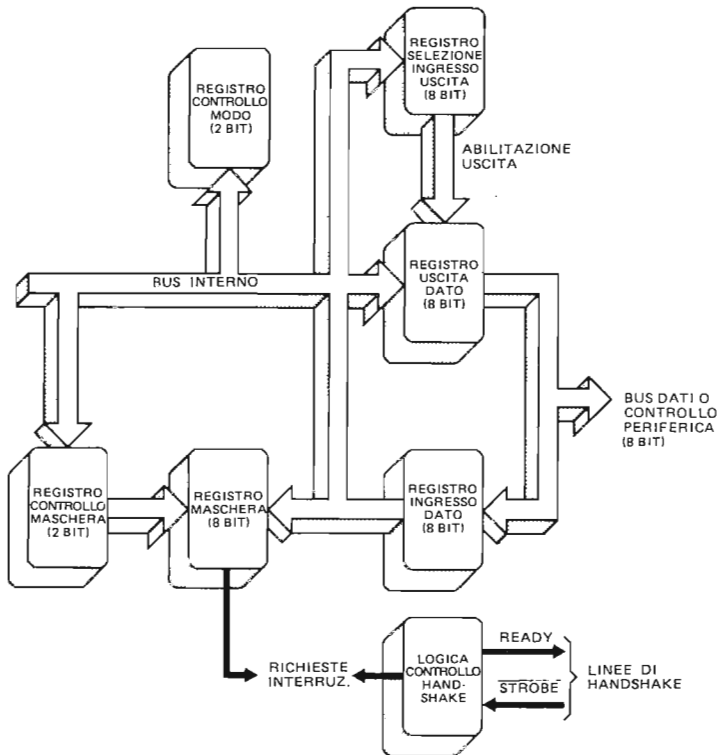 REGISTRO
CONTROLLO
MODO
(2 BIT)
REGISTRO
SELEZIONE
INGRESSO
USCITA
(8 BIT)
ABILITAZIONE
USCITA
BUS INTERNO
REGISTRO
USCITA
DATO
(8 BIT)
BUS DATI O
CONTROLLO
PERIFERICA
(8 BIT)
REGISTRO
CONTROLLO
MASCHERA
(2 BIT)
REGISTRO
MASCHERA
(8 BIT)
REGISTRO
INGRESSO
DATO
(8 BIT)
RICHIESTE
INTERRUZ.
LOGICA
CONTROLLO
HAND-
SHAKE
READY
STROBE
LINEE DI
HANDSHAKE